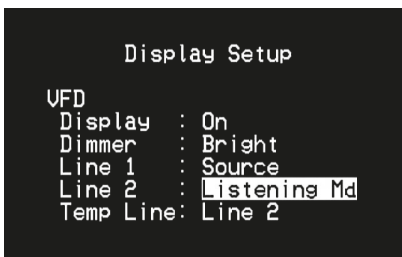 Display Setup
VFD
Display : On
Dimmer : Bright
Line 1 : Source
Line 2 : Listening Md
Temp Line: Line 2